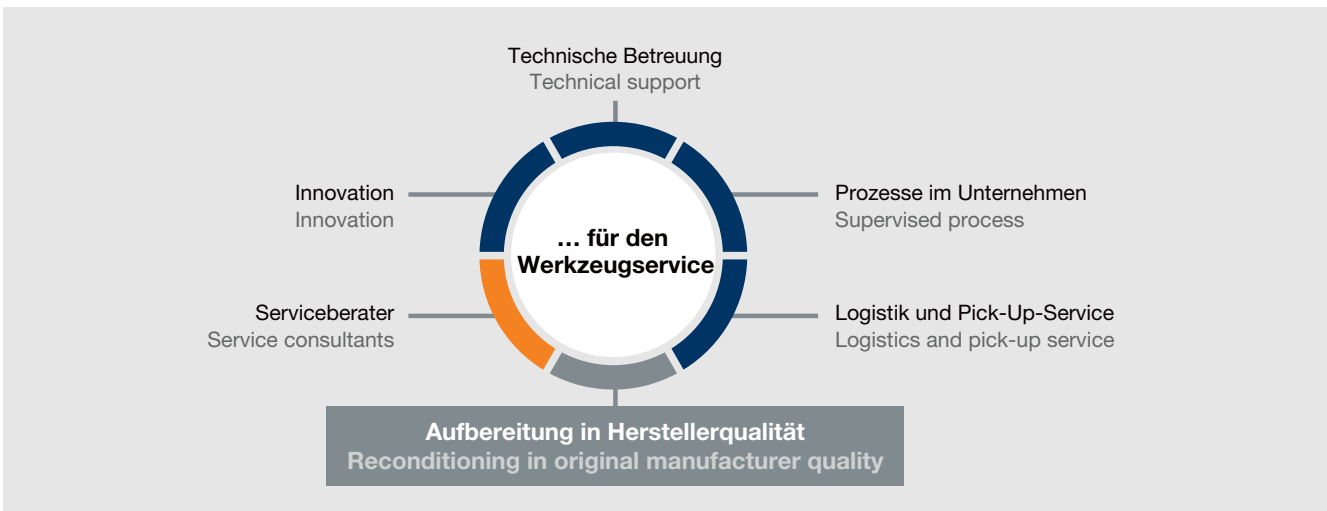 Technische Betreuung
Technical support
Innovation
Innovation
Prozesse im Unternehmen
Supervised process
… für den
Werkzeugservice
Serviceberater
Service consultants
Logistik und Pick-Up-Service
Logistics and pick-up service
Aufbereitung in Herstellerqualität
Reconditioning in original manufacturer quality